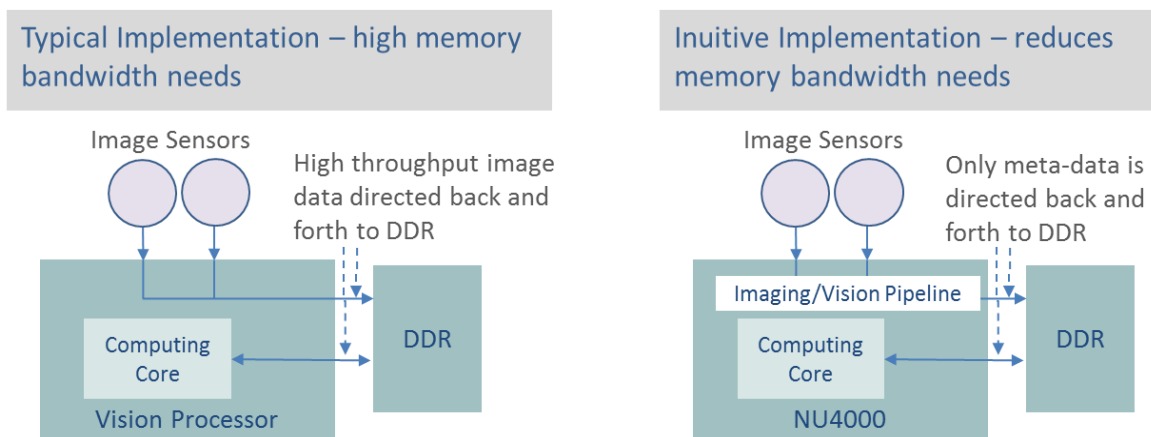 Typical Implementation – high memory
bandwidth needs
Image Sensors
High throughput image
data directed back and
forth to DDR
DDR
Computing
Core
Vision Processor
Inuitive Implementation – reduces
memory bandwidth needs
Image Sensors
Only meta-data is
directed back and
forth to DDR
Imaging/Vision Pipeline
DDR
Computing
Core
NU4000